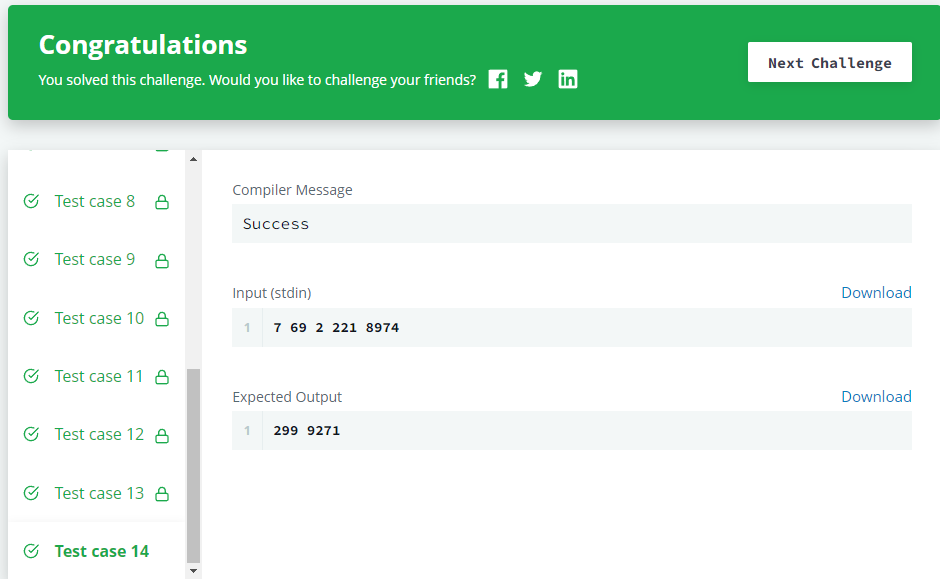 Congratulations
You solved this challenge. Would you like to challenge your friends?
Next Challenge
Test case 8
Test case 9
Test case 10
Test case 11
Test case 12
Test case 13
Test case 14
Compiler Message
Success
Input (stdin)
Download
1 7 69 2 221 8974
Expected Output
Download
1 299 9271